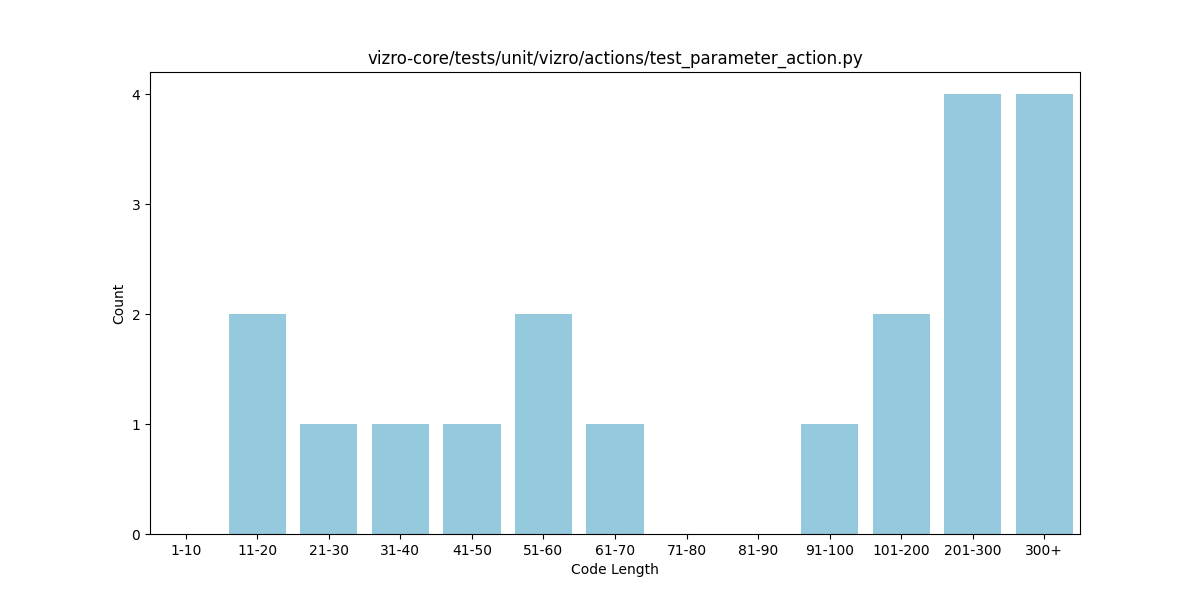 vizro-core/tests/unit/vizro/actions/test_parameter_action.py
4
3
2
1
0
Count
1-10 11-20 21-30 31-40 41-50 51-60 61-70 71-80 81-90 91-100 101-200 201-300 300+
Code Length